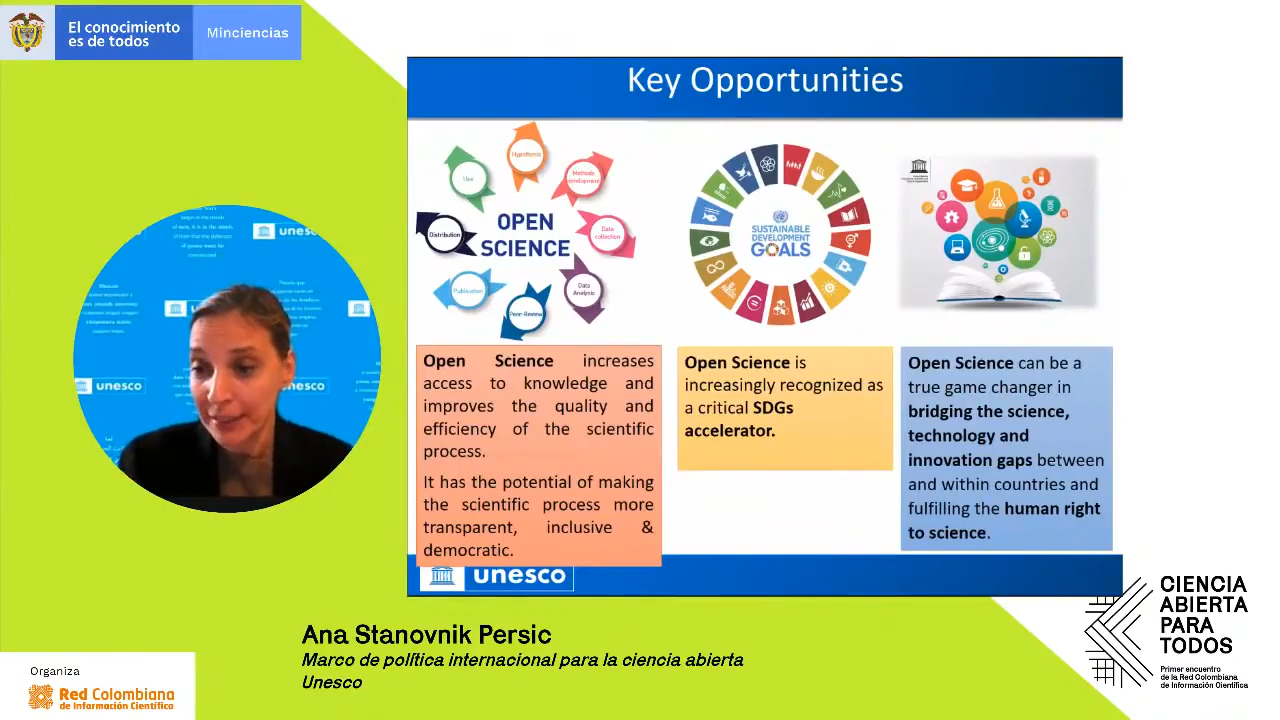 El conocimiento
es de todos
Minciencias
Key Opportunities
Hypothesis
Methods
development
Data
collection
Data
Analysis
Peer-Review
Publication
Distribution
Use
OPEN
SCIENCE
SUSTAINABLE
DEVELOPMENT
GOALS
Open Science increases
access to knowledge and
improves the quality and
efficiency of the scientific
process.
It has the potential of making
the scientific process more
transparent, inclusive &
democratic.
Open Science is
increasingly recognized as
a critical SDGs
accelerator.
Open Science can be a
true game changer in
bridging the science,
technology and
innovation gaps between
and within countries and
fulfilling the human right
to science.
unesco
unesco
unesco
unesco
Ana Stanovnik Persic
Marco de política internacional para la ciencia abierta
Unesco
Organiza
Red Colombiana
de Información Científica
CIENCIA
ABIERTA
PARA
TODOS
Primer encuentro
de la Red Colombiana
de Información Científica